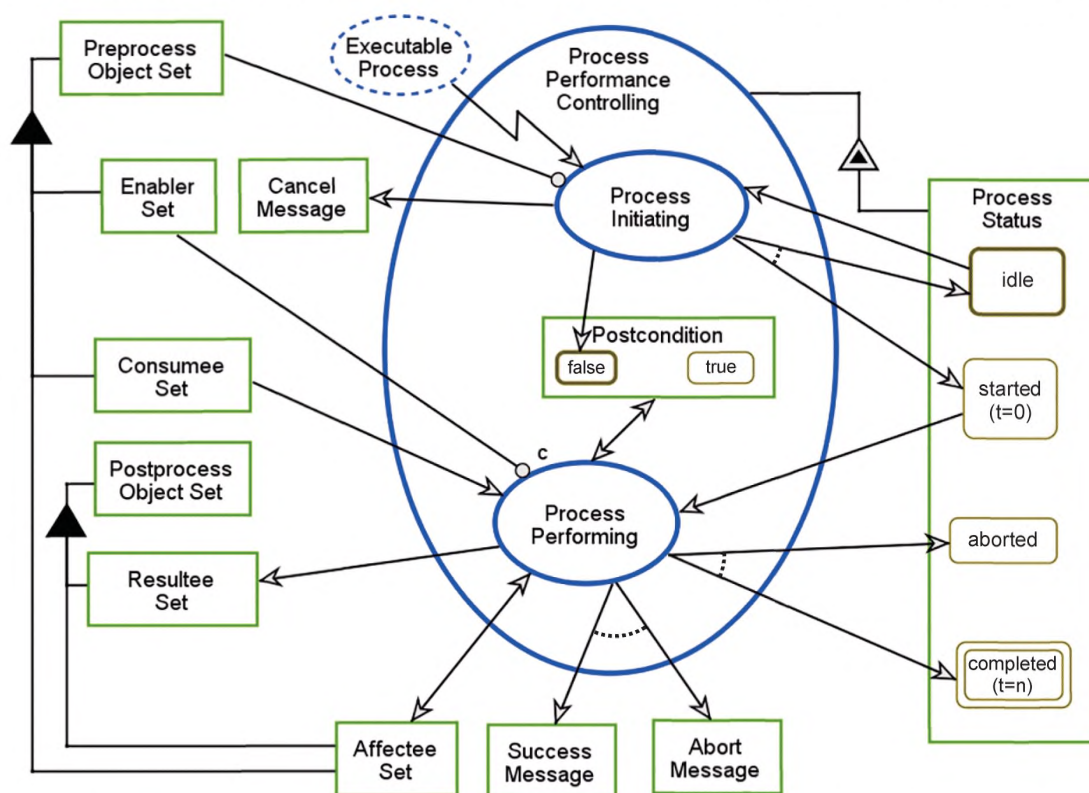 Preprocess
Object Set
Executable
Process
Process
Performance
Controlling
Enabler
Set
Cancel
Message
Process
Initiating
Process
Status
idle
Postcondition
false
true
Consumee
Set
started
(t=0)
Postprocess
Object Set
c
Process
Performing
aborted
Resultee
Set
completed
(t=n)
Affectee
Set
Success
Message
Abort
Message